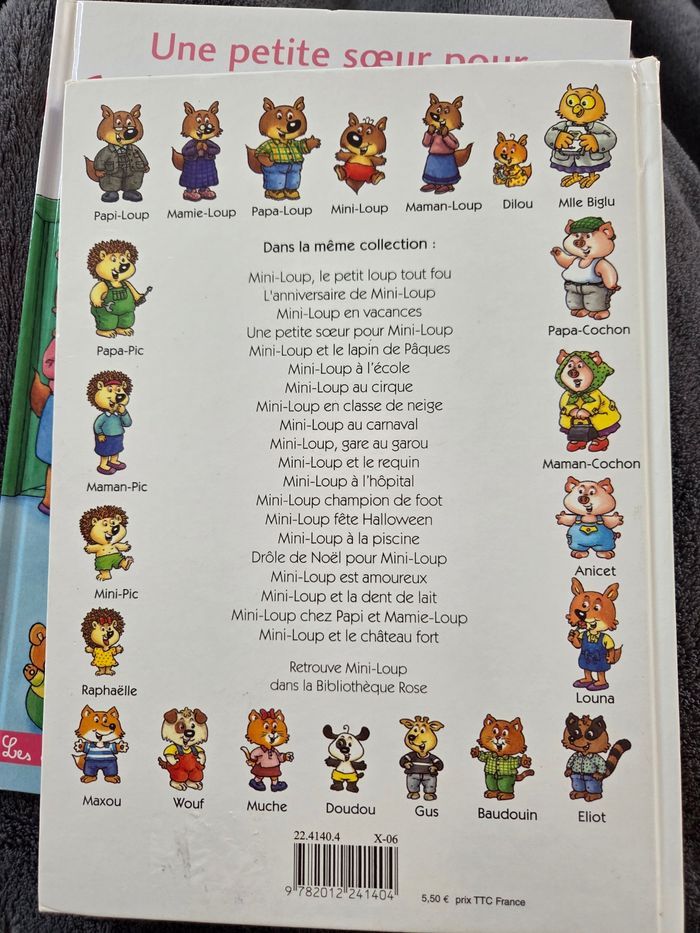 Une petite sœur pour
Papi-Loup
Mamie-Loup
Papa-Loup
Mini-Loup
Maman-Loup
Dilou
Mlle Biglu
Dans la même collection :
Mini-Loup, le petit loup tout fou
L'anniversaire de Mini-Loup
Mini-Loup en vacances
Une petite sœur pour Mini-Loup
Mini-Loup et le lapin de Pâques
Mini-Loup à l'école
Mini-Loup au cirque
Mini-Loup en classe de neige
Mini-Loup au carnaval
Mini-Loup, gare au garou
Mini-Loup et le requin
Mini-Loup à l'hôpital
Mini-Loup champion de foot
Mini-Loup fête Halloween
Mini-Loup à la piscine
Drôle de Noël pour Mini-Loup
Mini-Loup est amoureux
Mini-Loup et la dent de lait
Mini-Loup chez Papi et Mamie-Loup
Mini-Loup et le château fort
Retrouve Mini-Loup
dans la Bibliothèque Rose
Papa-Pic
Maman-Pic
Mini-Pic
Raphaëlle
Papa-Cochon
Maman-Cochon
Anicet
Louna
Maxou
Wouf
Muche
Doudou
Gus
Baudouin
Eliot
Les
22.4140.4 X-06
9 782012 241404
5,50 € prix TTC France